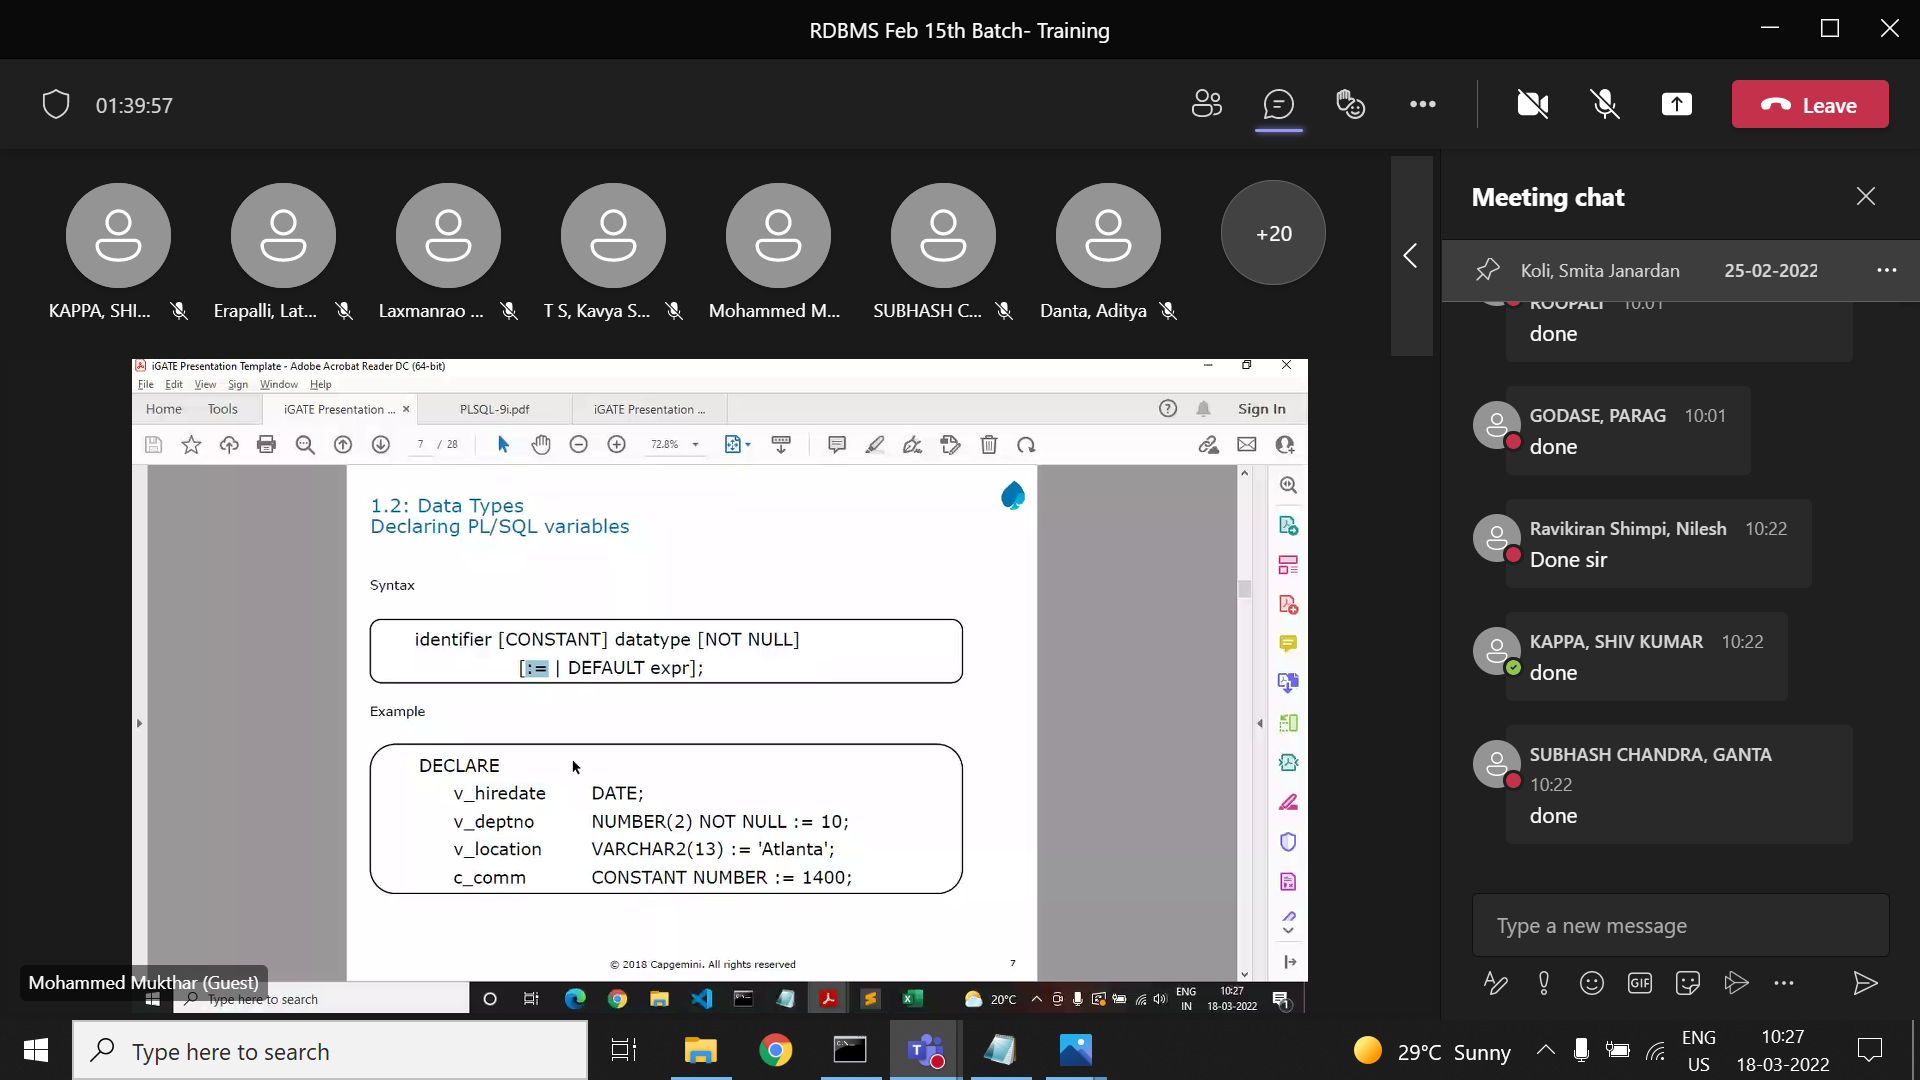 RDBMS Feb 15th Batch- Training
01:39:57
Leave
KAPPA, SHI...
Erapalli, Lat...
Laxmanrao ...
T S, Kavya S...
Mohammed M...
SUBHASH C...
Danta, Aditya
+20
Meeting chat
Koli, Smita Janardan 25-02-2022
ROOPALI 10:01
done
GODASE, PARAG 10:01
done
Ravikiran Shimpi, Nilesh 10:22
Done sir
KAPPA, SHIV KUMAR 10:22
done
SUBHASH CHANDRA, GANTA
10:22
done
Type a new message
GIF
iGATE Presentation Template - Adobe Acrobat Reader DC (64-bit)
File Edit View Sign Window Help
Home Tools iGATE Presentation ... × PLSQL-9i.pdf iGATE Presentation ... Sign In
7 / 28 72.8%
1.2: Data Types
Declaring PL/SQL variables
Syntax
identifier [CONSTANT] datatype [NOT NULL]
[:= | DEFAULT expr];
Example
DECLARE
v_hiredate DATE;
v_deptno NUMBER(2) NOT NULL := 10;
v_location VARCHAR2(13) := 'Atlanta';
c_comm CONSTANT NUMBER := 1400;
© 2018 Capgemini. All rights reserved 7
Mohammed Mukthar (Guest)
Type here to search
20°C
ENG
IN
10:27
18-03-2022
1
Type here to search
29°C Sunny
ENG
US
10:27
18-03-2022